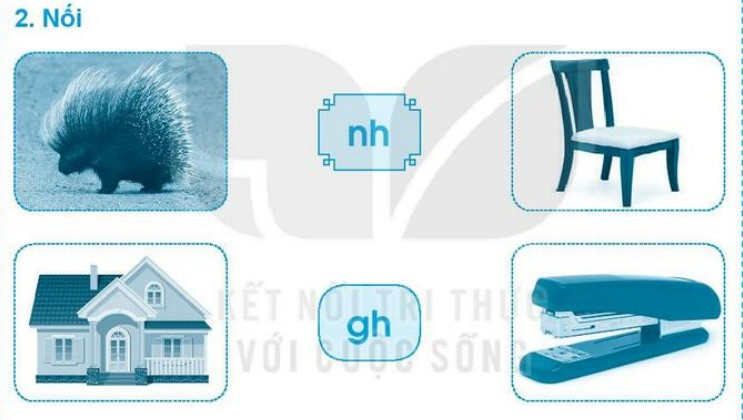 2. Nối
nh
gh
KẾT NỐI TRI THỨC
VỚI CUỘC SỐNG